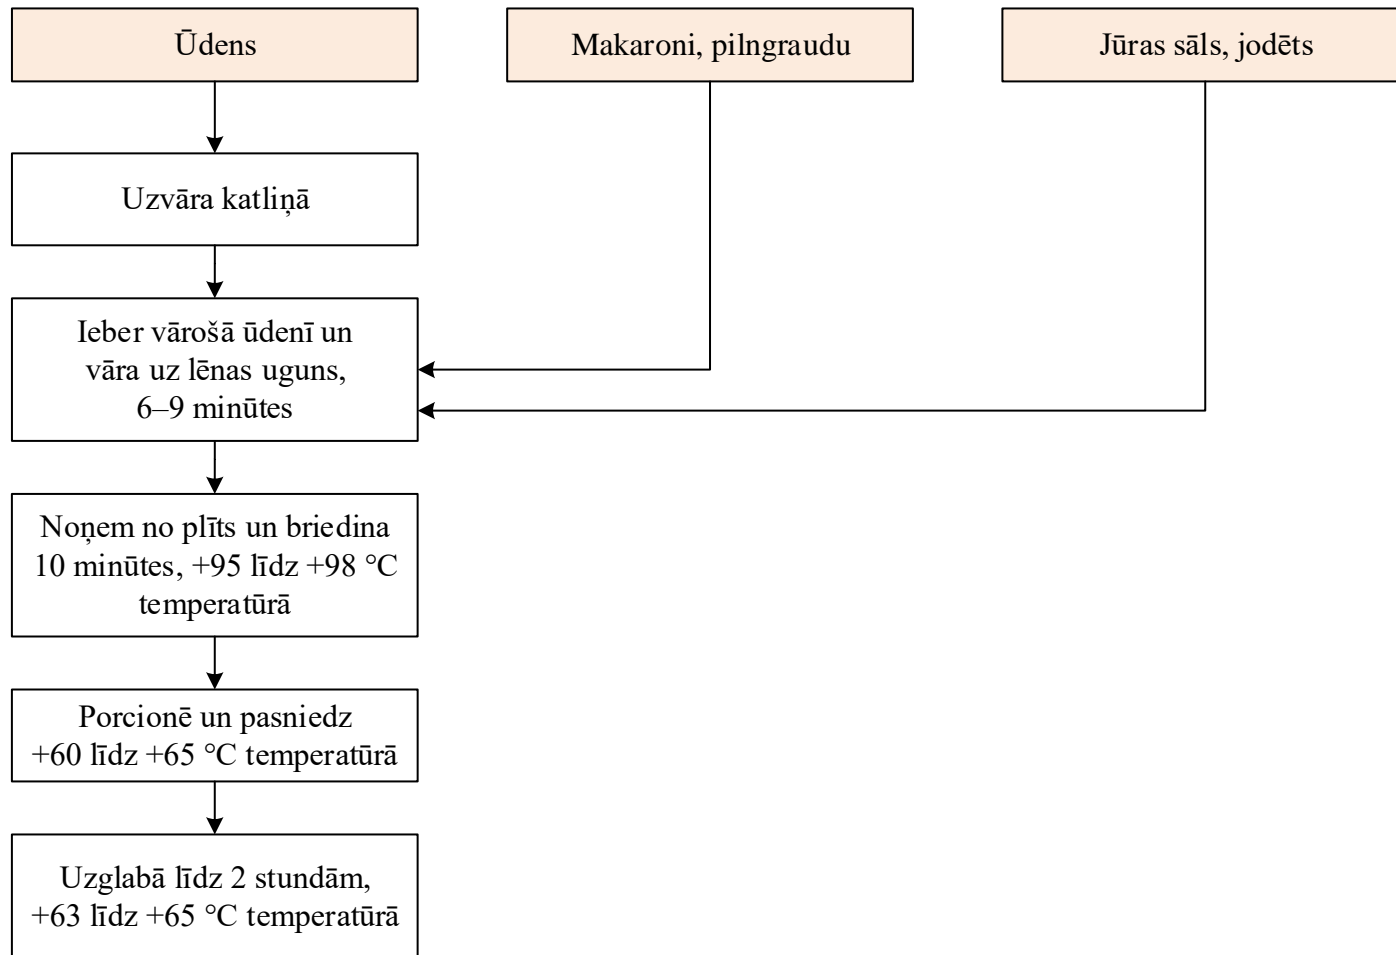 Ūdens
Makaroni, pilngraudu
Jūras sāls, jodēts
Uzvāra katliņā
Ieber vārošā ūdenī un
vāra uz lēnas uguns,
6–9 minūtes
Noņem no plīts un briedina
10 minūtes, +95 līdz +98 °C
temperatūrā
Porcionē un pasniedz
+60 līdz +65 °C temperatūrā
Uzglabā līdz 2 stundām,
+63 līdz +65 °C temperatūrā